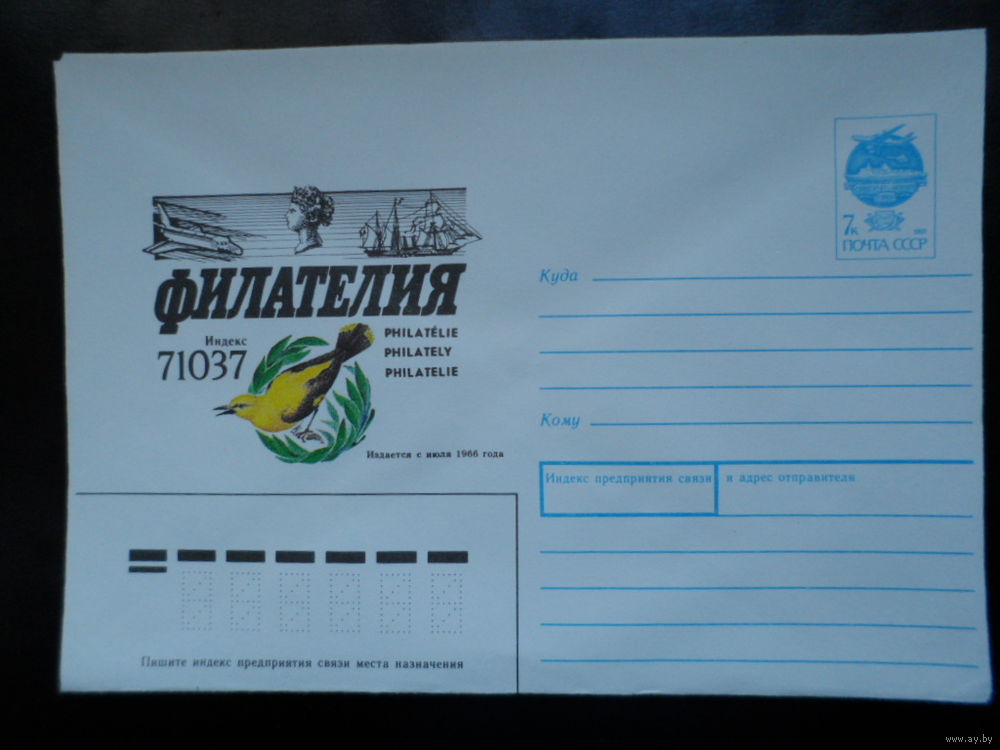 7к
ПОЧТА СССР
ФИЛАТЕЛИЯ
Индекс
71037
PHILATÉLIE
PHILATELY
PHILATELIE
Издается с июля 1966 года
Куда
Кому
Индекс предприятия связи и адрес отправителя
Пишите индекс предприятия связи места назначения
www.ay.by